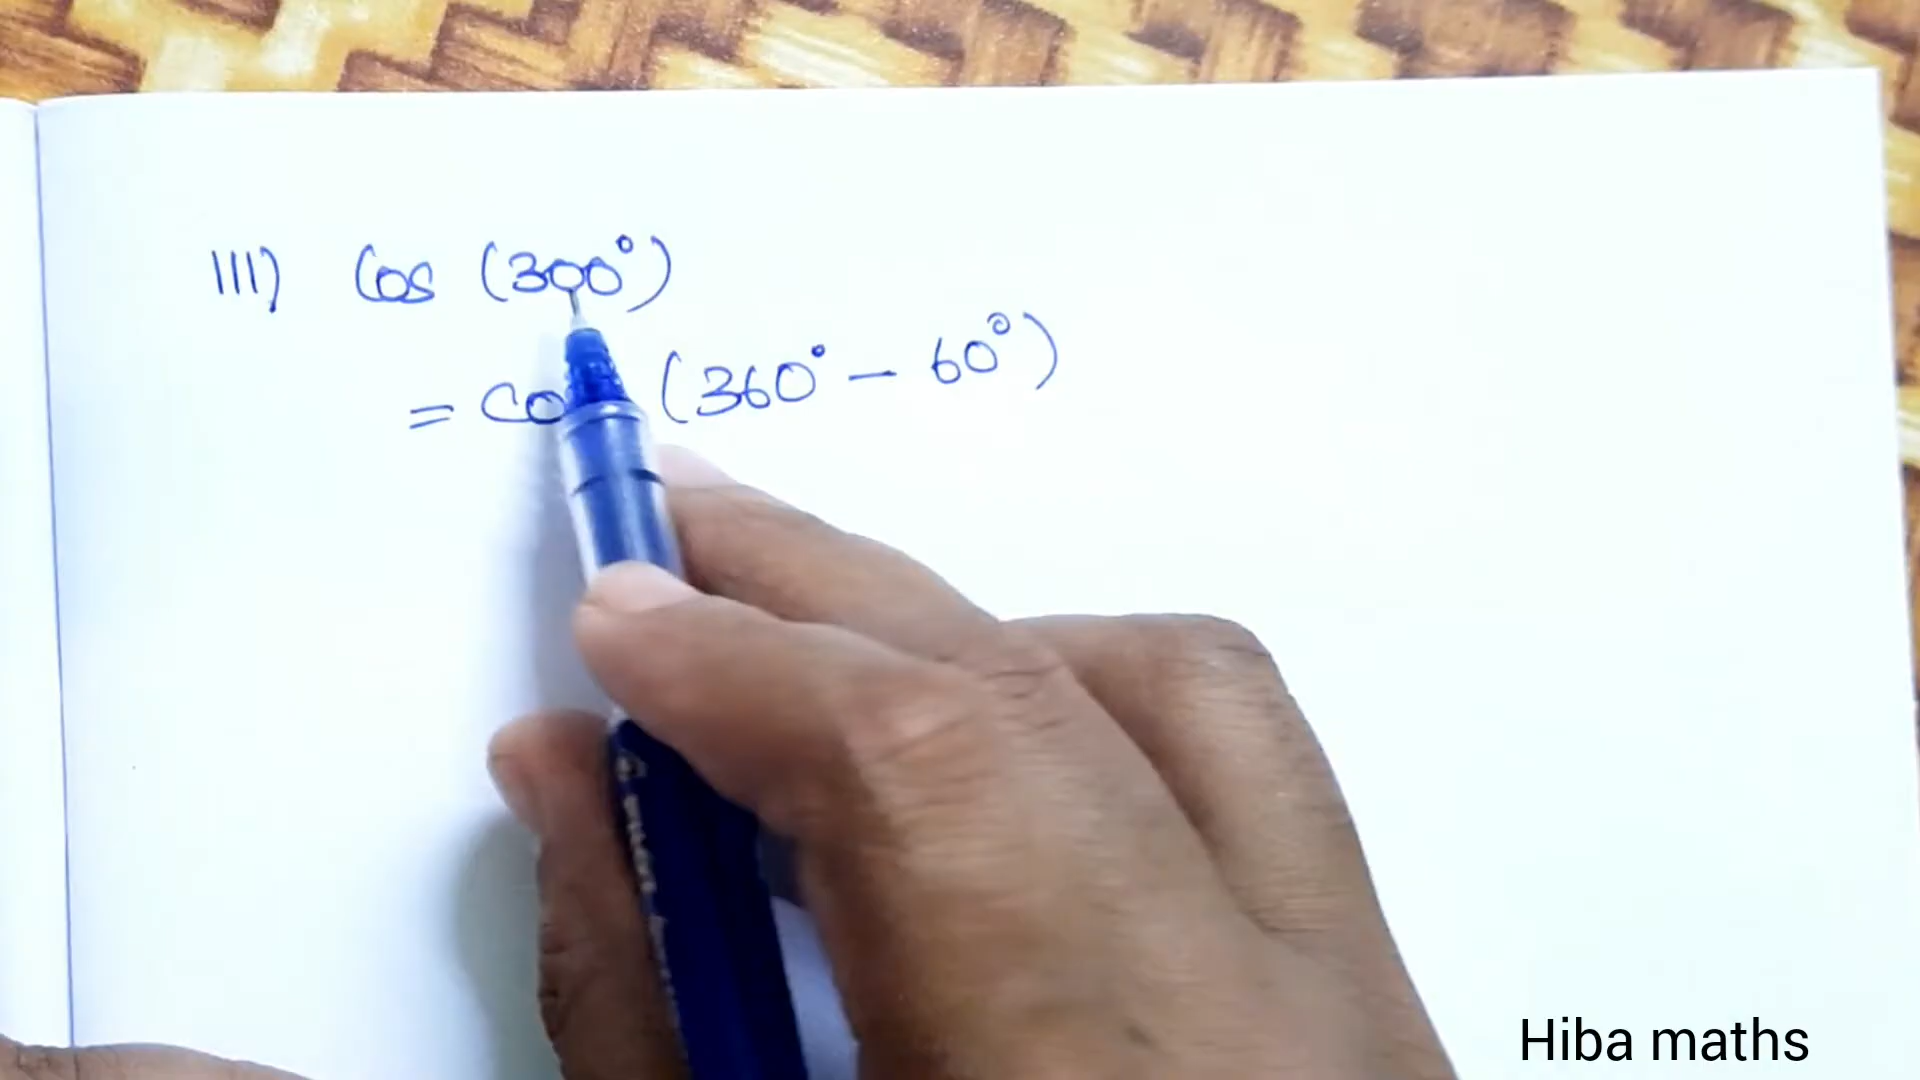 III) Cos (300°)
= co (360° – 60°)
Hiba maths